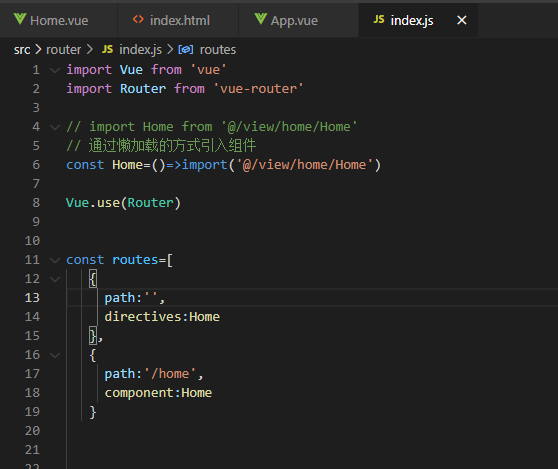 Home.vue index.html App.vue JS index.js ×
src > router > JS index.js > routes
1 import Vue from 'vue'
2 import Router from 'vue-router'
3
4 // import Home from '@/view/home/Home'
5 // 通过懒加载的方式引入组件
6 const Home=()=>import('@/view/home/Home')
7
8 Vue.use(Router)
9
10
11 const routes=[
12 {
13 path:'',
14 directives:Home
15 },
16 {
17 path:'/home',
18 component:Home
19 }
20
21
22